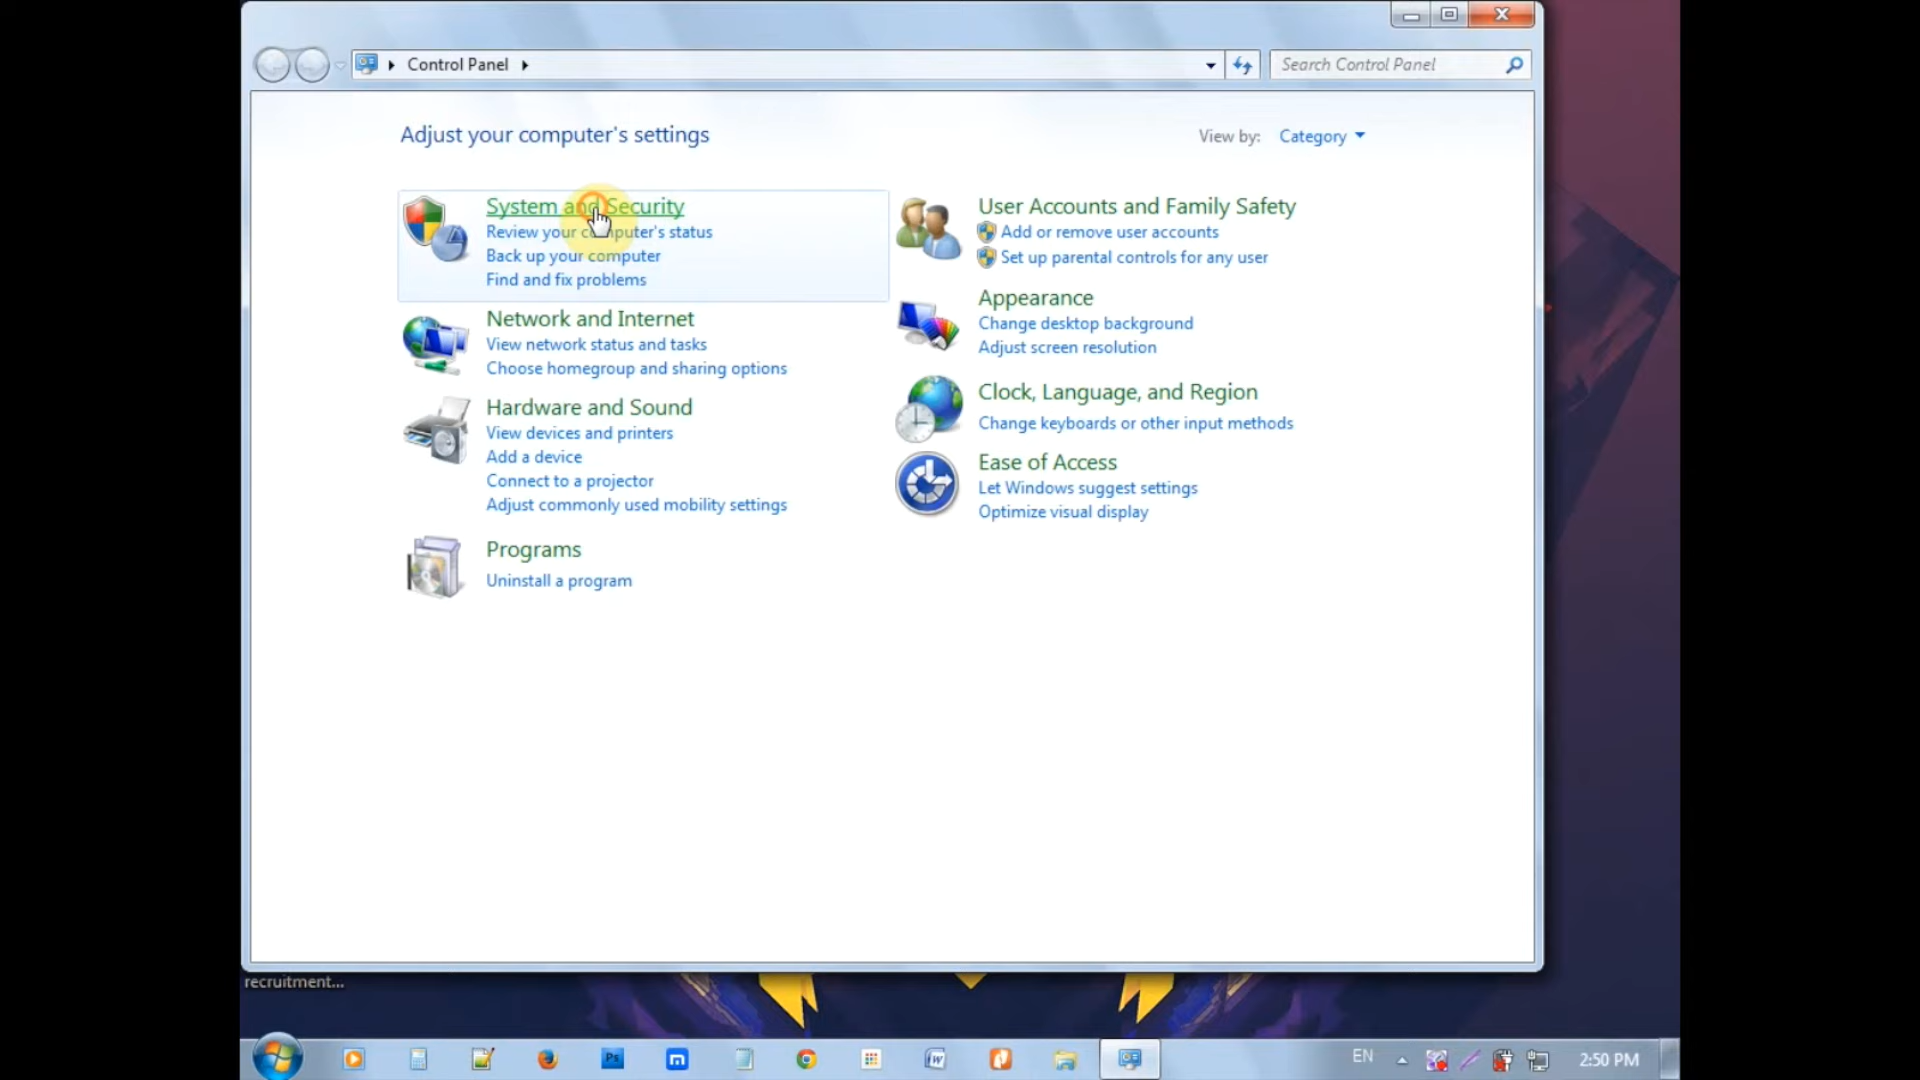 Control Panel
Search Control Panel
Adjust your computer's settings
View by: Category
System and Security
Review your computer's status
Back up your computer
Find and fix problems
Network and Internet
View network status and tasks
Choose homegroup and sharing options
Hardware and Sound
View devices and printers
Add a device
Connect to a projector
Adjust commonly used mobility settings
Programs
Uninstall a program
User Accounts and Family Safety
Add or remove user accounts
Set up parental controls for any user
Appearance
Change desktop background
Adjust screen resolution
Clock, Language, and Region
Change keyboards or other input methods
Ease of Access
Let Windows suggest settings
Optimize visual display
recruitment...
Ps
EN
2:50 PM